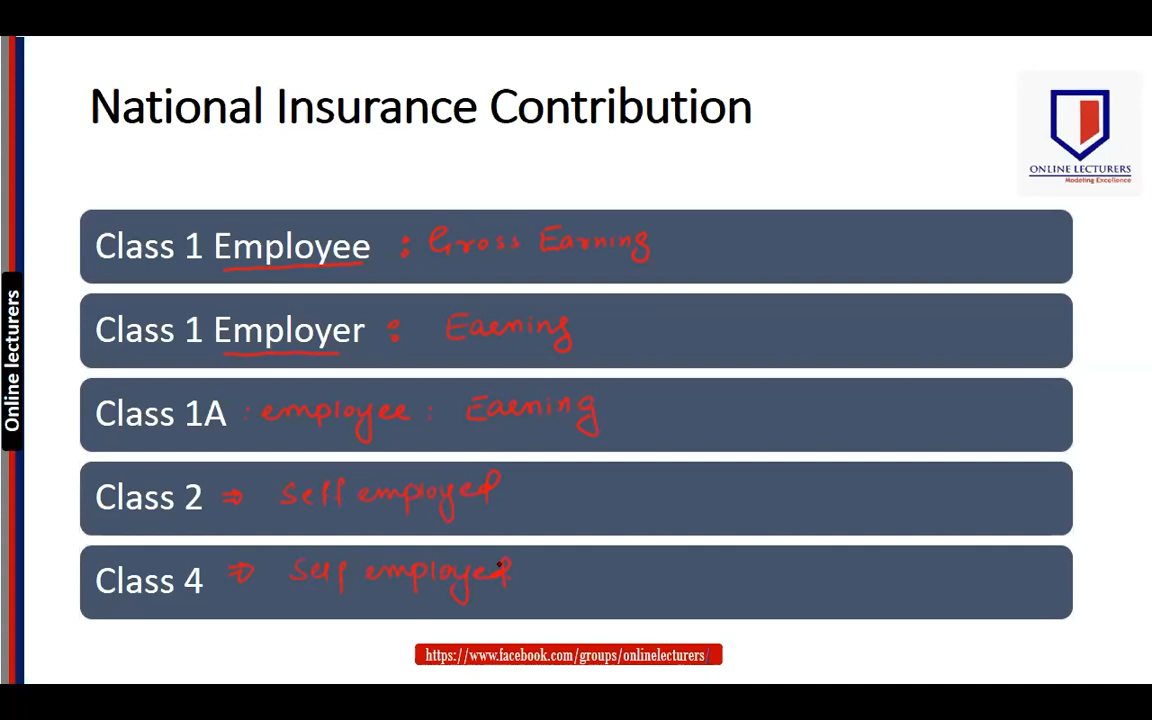 National Insurance Contribution
ONLINE LECTURERS
Modeling Excellence
Class 1 Employee : Gross Earning
Class 1 Employer : Earning
Class 1A : employee : Earning
Class 2 ⇒ Self employed
Class 4 ⇒ Self employed
Online lecturers
https://www.facebook.com/groups/onlinelecturers/